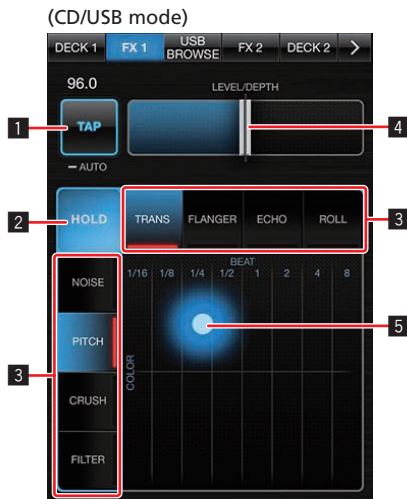 (CD/USB mode)
DECK 1 FX 1 USB BROWSE FX 2 DECK 2 >
96.0
LEVEL/DEPTH
1 TAP 4
AUTO
2 HOLD TRANS FLANGER ECHO ROLL 3
BEAT
1/16 1/8 1/4 1/2 1 2 4 8
NOISE
PITCH 5
COLOR
3
CRUSH
FILTER